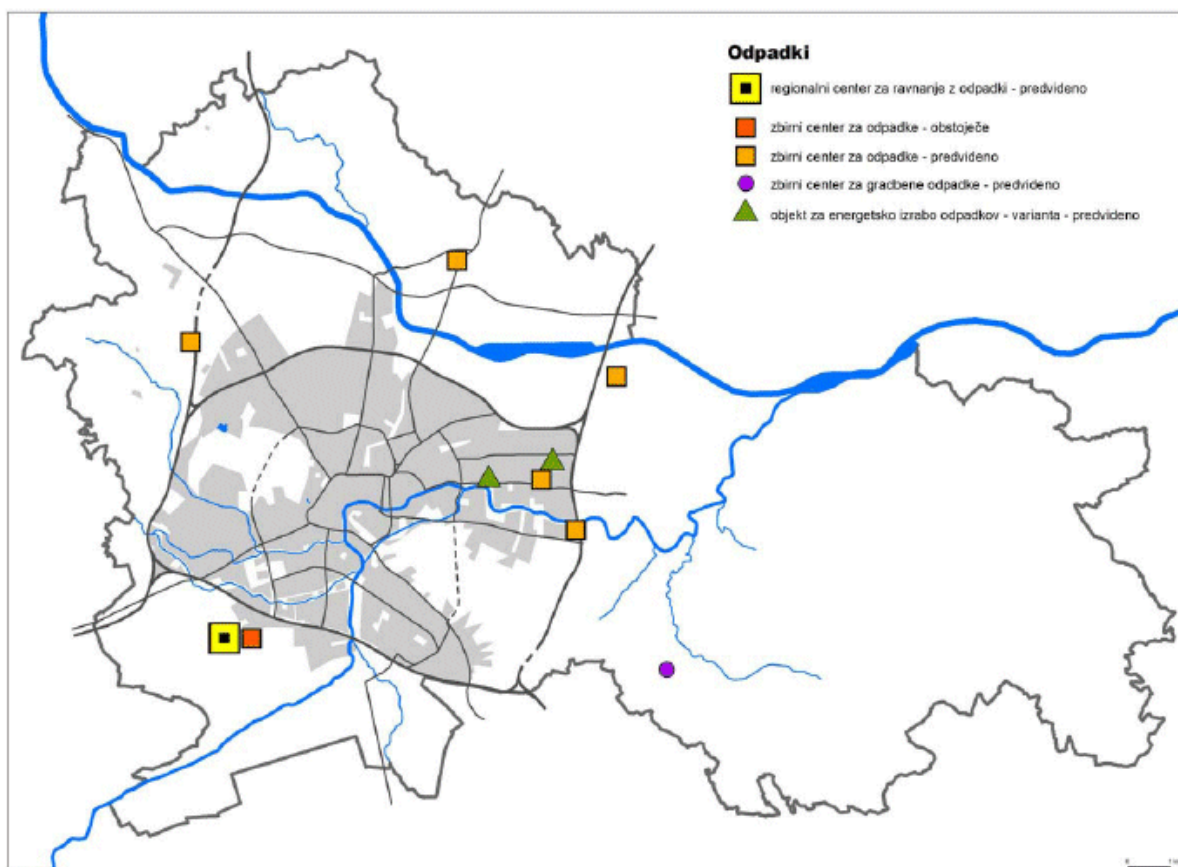 Odpadki
regionalni center za ravnanje z odpadki - predvideno
zbirni center za odpadke - obstoječe
zbirni center za odpadke - predvideno
zbirni center za gradbene odpadke - predvideno
objekt za energetsko izrabo odpadkov - varianta - predvideno